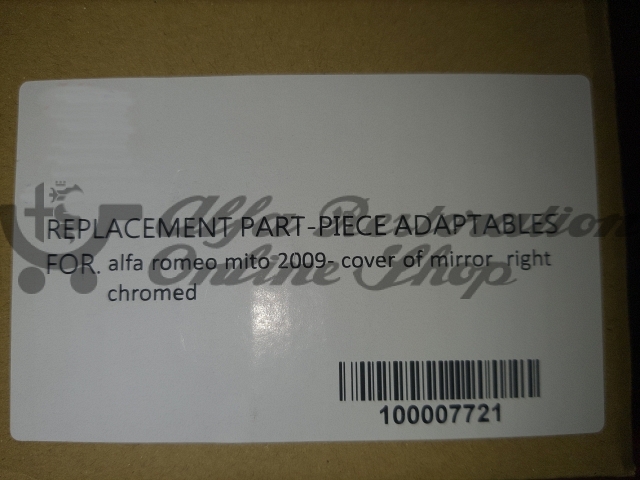 REPLACEMENT PART-PIECE ADAPTABLES
FOR. alfa romeo mito 2009- cover of mirror right
chromed
100007721
Alfa Restoration
Online Shop